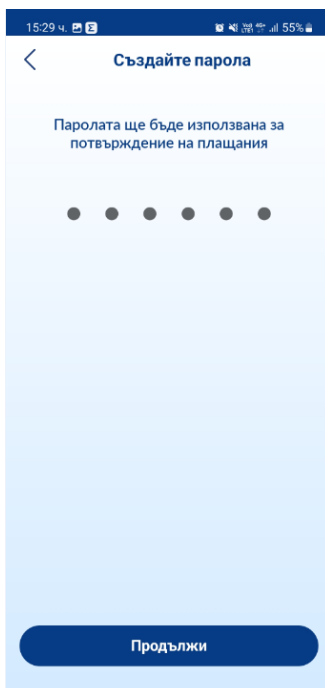 15:29 ч. 55%
Създайте парола
Паролата ще бъде използвана за
потвърждение на плащания
Продължи